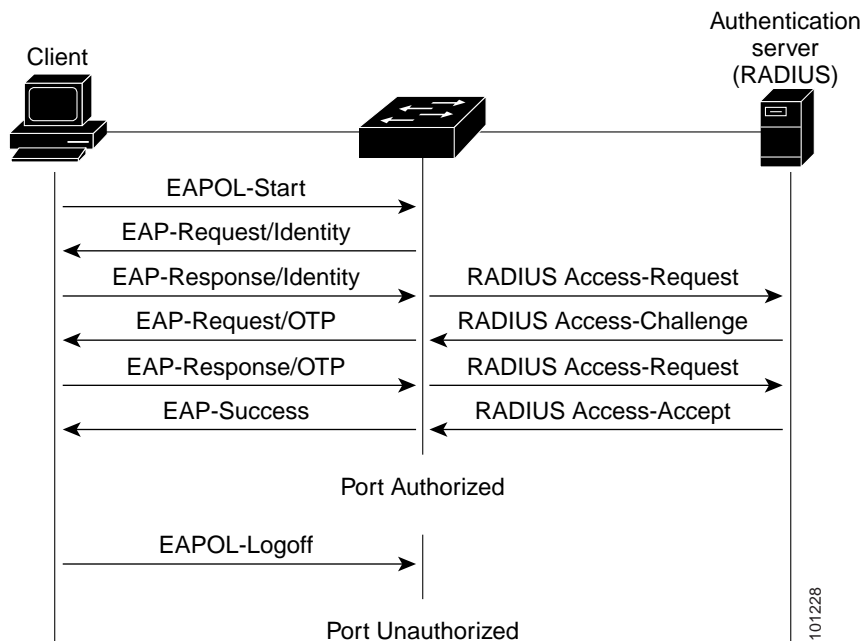 Authentication
server
(RADIUS)
Client
EAPOL-Start
EAP-Request/Identity
EAP-Response/Identity
RADIUS Access-Request
EAP-Request/OTP
RADIUS Access-Challenge
EAP-Response/OTP
RADIUS Access-Request
EAP-Success
RADIUS Access-Accept
Port Authorized
EAPOL-Logoff
Port Unauthorized
101228